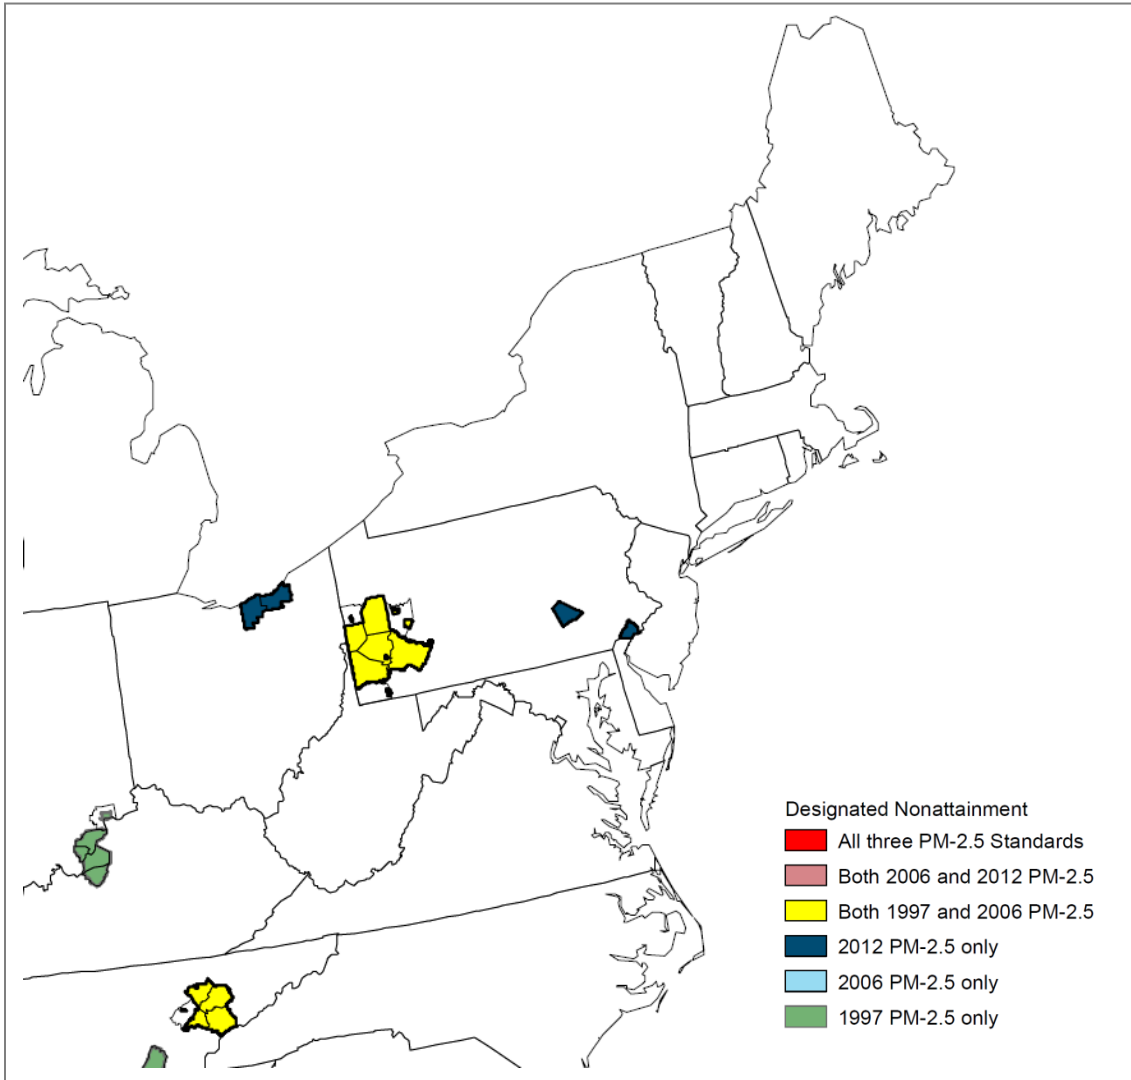 Designated Nonattainment
All three PM-2.5 Standards
Both 2006 and 2012 PM-2.5
Both 1997 and 2006 PM-2.5
2012 PM-2.5 only
2006 PM-2.5 only
1997 PM-2.5 only